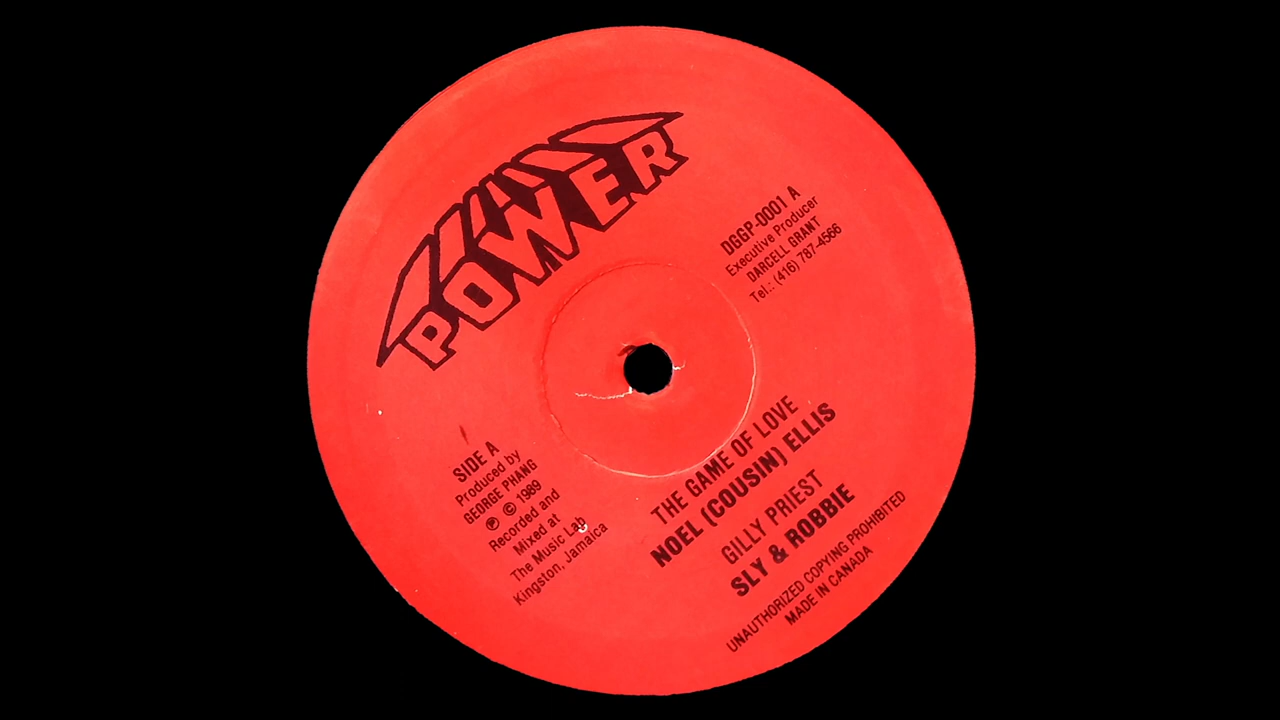 POWER
DGGP-0001 A
Executive Producer
DARCELL GRANT
Tel.: (416) 787-4566
SIDE A
Produced by
GEORGE PHANG
℗ © 1989
Recorded and
Mixed at
The Music Lab
Kingston, Jamaica
THE GAME OF LOVE
NOEL (COUSIN) ELLIS
GILLY PRIEST
SLY & ROBBIE
UNAUTHORIZED COPYING PROHIBITED
MADE IN CANADA